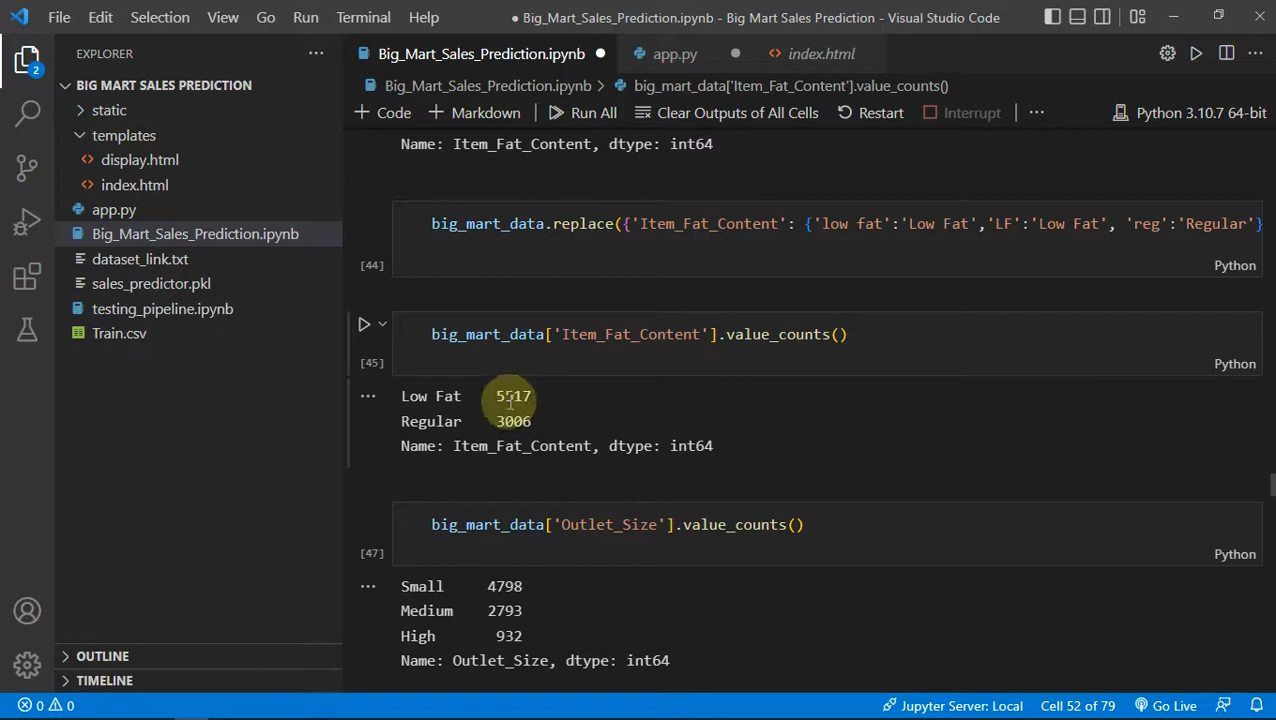 File Edit Selection View Go Run Terminal Help ● Big_Mart_Sales_Prediction.ipynb - Big Mart Sales Prediction - Visual Studio Code
EXPLORER ··· Big_Mart_Sales_Prediction.ipynb ● app.py ● index.html ···
BIG MART SALES PREDICTION Big_Mart_Sales_Prediction.ipynb > big_mart_data['Item_Fat_Content'].value_counts()
static + Code + Markdown Run All Clear Outputs of All Cells Restart Interrupt ··· Python 3.10.7 64-bit
templates
display.html
index.html
app.py
Big_Mart_Sales_Prediction.ipynb
dataset_link.txt
sales_predictor.pkl
testing_pipeline.ipynb
Train.csv
OUTLINE
TIMELINE
2
Name: Item_Fat_Content, dtype: int64
big_mart_data.replace({'Item_Fat_Content': {'low fat':'Low Fat','LF':'Low Fat', 'reg':'Regular'}
[44] Python
big_mart_data['Item_Fat_Content'].value_counts()
[45] Python
··· Low Fat 5517
Regular 3006
Name: Item_Fat_Content, dtype: int64
big_mart_data['Outlet_Size'].value_counts()
[47] Python
··· Small 4798
Medium 2793
High 932
Name: Outlet_Size, dtype: int64
0 0 Jupyter Server: Local Cell 52 of 79 Go Live